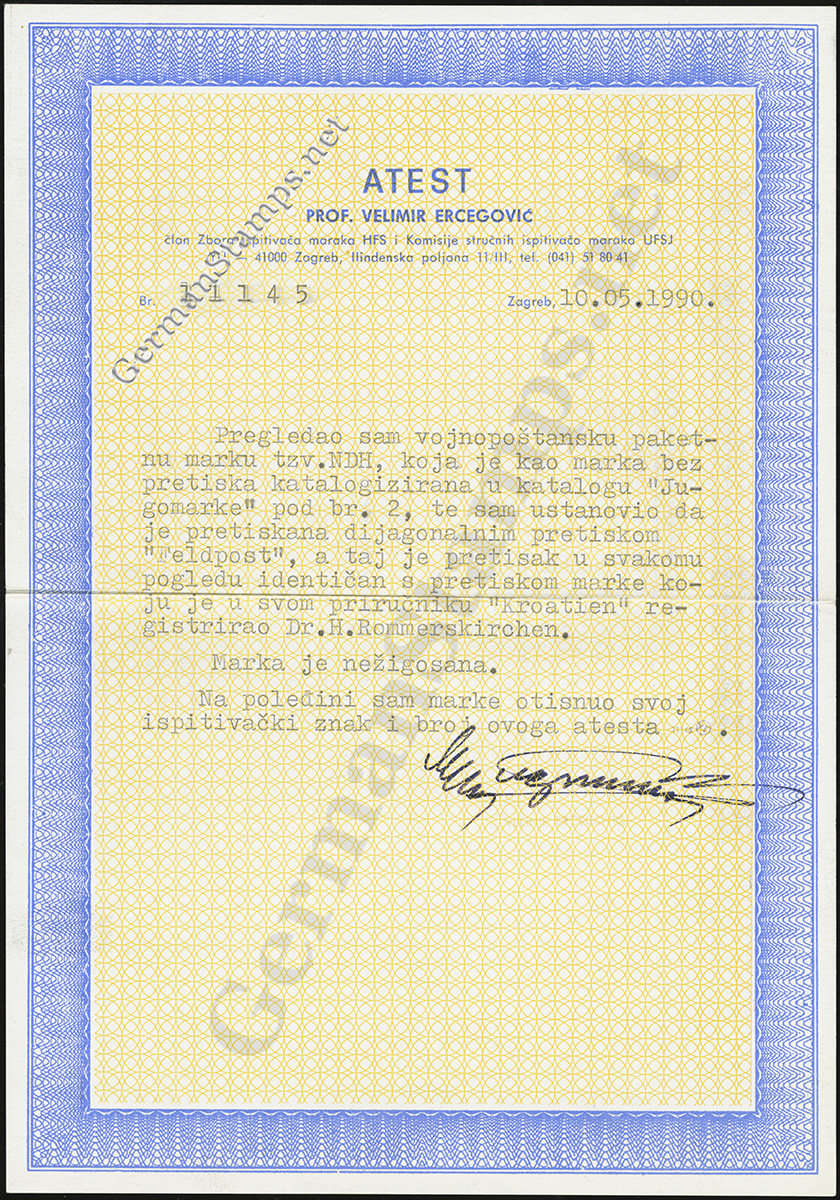 ATEST
PROF. VELIMIR ERCEGOVIĆ
član Zbora ispitivača maraka HFS i Komisije stručnih ispitivača maraka UFSJ
41000 Zagreb, Ilindenska poljana 11/III, tel. (041) 51 80 41
Br. 11145 Zagreb, 10.05.1990.
Pregledao sam vojnopoštansku paket-
nu marku tzv.NDH, koja je kao marka bez
pretiska katalogizirana u katalogu "Ju-
gomarke" pod br. 2, te sam ustanovio da
je pretiskana dijagonalnim pretiskom
"Feldpost", a taj je pretisak u svakomu
pogledu identičan s pretiskom marke ko-
ju je u svom priručniku "Kroatien" re-
gistrirao Dr.H.Rommerskirchen.
Marka je nežigosana.
Na poleđini sam marke otisnuo svoj
ispitivački znak i broj ovoga atesta .
GermanStamps.net
GermanStamps.net